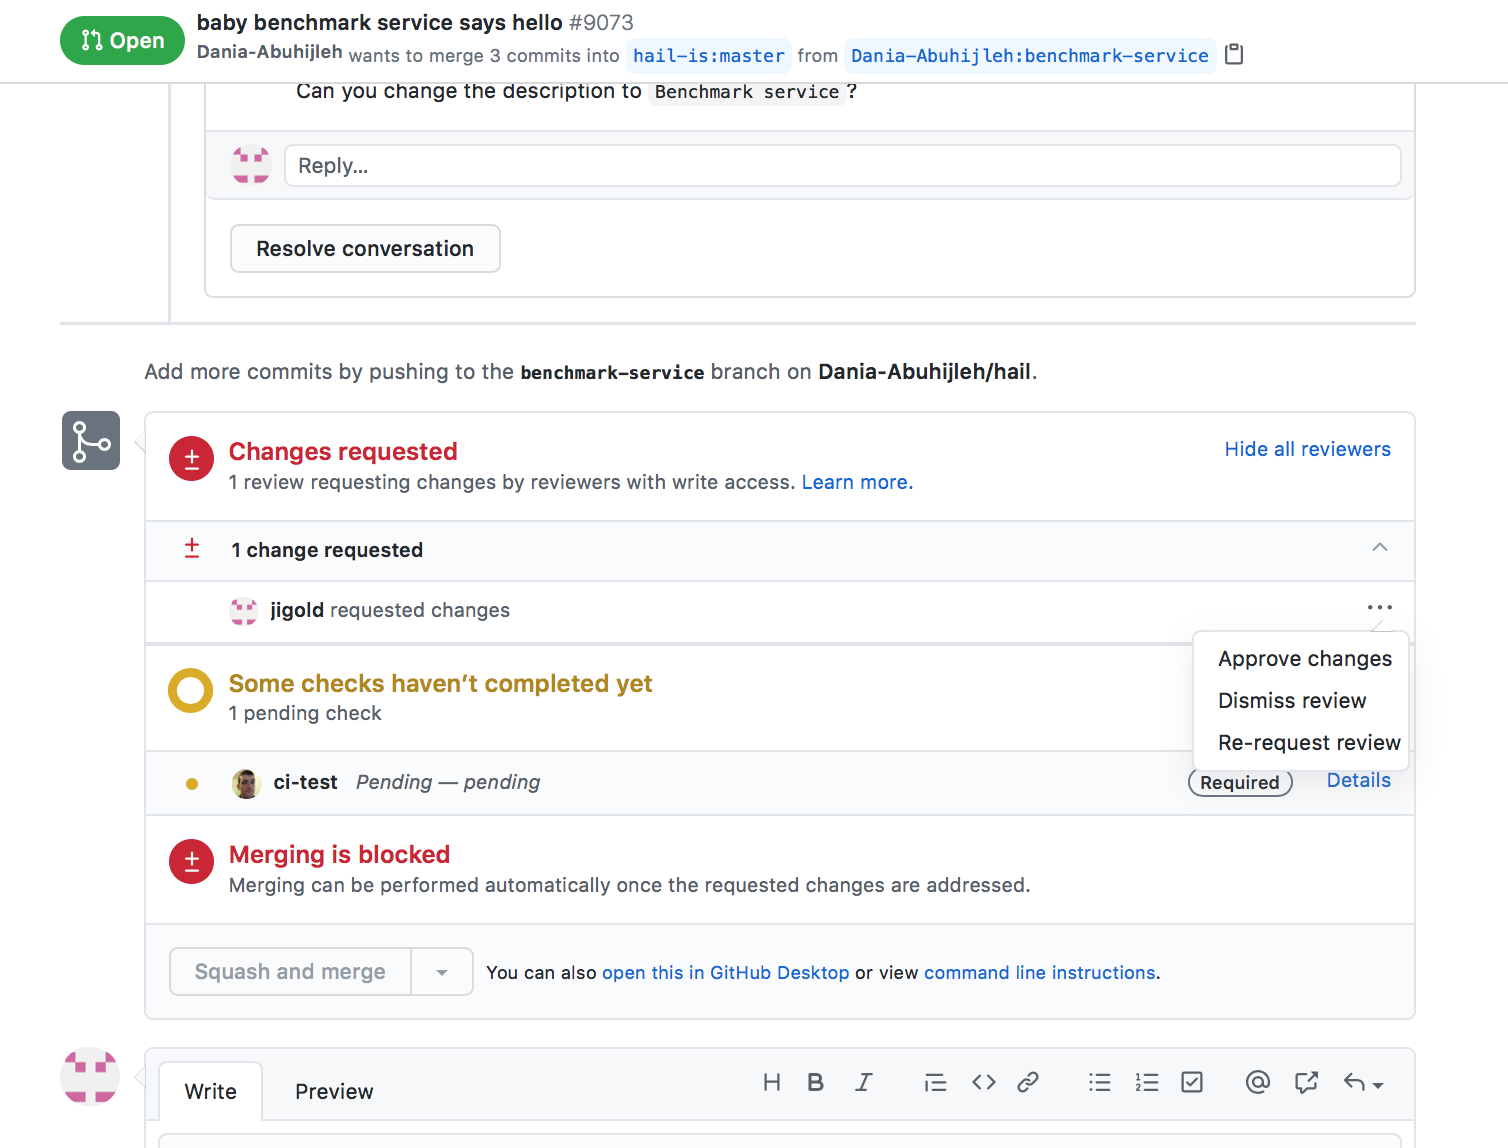 Open
baby benchmark service says hello #9073
Dania-Abuhijleh wants to merge 3 commits into hail-is:master from Dania-Abuhijleh:benchmark-service
Can you change the description to Benchmark service ?
Reply...
Resolve conversation
Add more commits by pushing to the benchmark-service branch on Dania-Abuhijleh/hail.
Changes requested
Hide all reviewers
1 review requesting changes by reviewers with write access. Learn more.
1 change requested
jigold requested changes
Approve changes
Dismiss review
Re-request review
Some checks haven’t completed yet
1 pending check
ci-test Pending — pending
Required
Details
Merging is blocked
Merging can be performed automatically once the requested changes are addressed.
Squash and merge
You can also open this in GitHub Desktop or view command line instructions.
Write
Preview